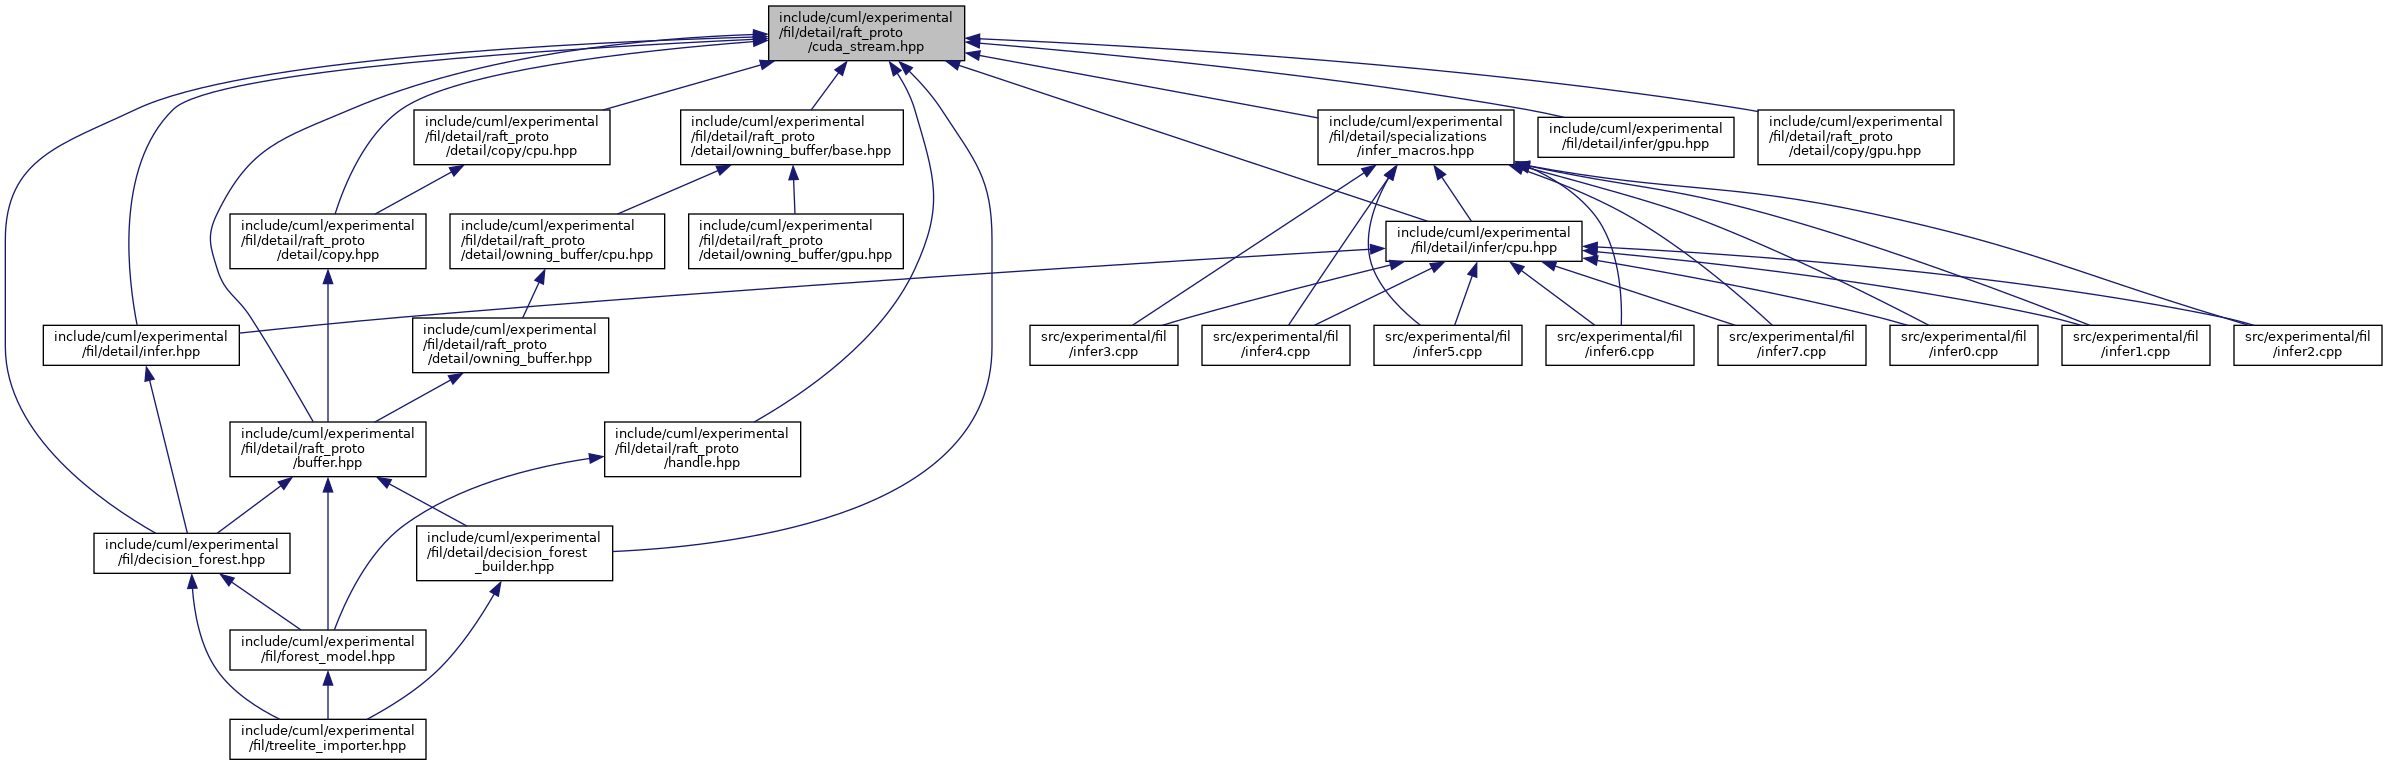 include/cuml/experimental
/fil/detail/raft_proto
/cuda_stream.hpp
include/cuml/experimental
/fil/detail/raft_proto
/detail/copy/cpu.hpp
include/cuml/experimental
/fil/detail/raft_proto
/detail/owning_buffer/base.hpp
include/cuml/experimental
/fil/detail/specializations
/infer_macros.hpp
include/cuml/experimental
/fil/detail/infer/gpu.hpp
include/cuml/experimental
/fil/detail/raft_proto
/detail/copy/gpu.hpp
include/cuml/experimental
/fil/detail/raft_proto
/detail/copy.hpp
include/cuml/experimental
/fil/detail/raft_proto
/detail/owning_buffer/cpu.hpp
include/cuml/experimental
/fil/detail/raft_proto
/detail/owning_buffer/gpu.hpp
include/cuml/experimental
/fil/detail/infer/cpu.hpp
include/cuml/experimental
/fil/detail/infer.hpp
include/cuml/experimental
/fil/detail/raft_proto
/detail/owning_buffer.hpp
src/experimental/fil
/infer3.cpp
src/experimental/fil
/infer4.cpp
src/experimental/fil
/infer5.cpp
src/experimental/fil
/infer6.cpp
src/experimental/fil
/infer7.cpp
src/experimental/fil
/infer0.cpp
src/experimental/fil
/infer1.cpp
src/experimental/fil
/infer2.cpp
include/cuml/experimental
/fil/detail/raft_proto
/buffer.hpp
include/cuml/experimental
/fil/detail/raft_proto
/handle.hpp
include/cuml/experimental
/fil/decision_forest.hpp
include/cuml/experimental
/fil/detail/decision_forest
_builder.hpp
include/cuml/experimental
/fil/forest_model.hpp
include/cuml/experimental
/fil/treelite_importer.hpp